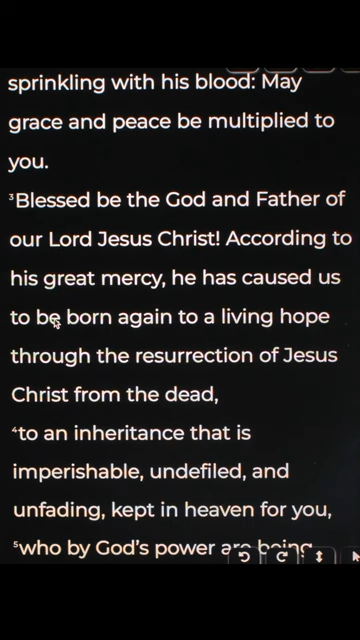 sprinkling with his blood: May
grace and peace be multiplied to
you.
³Blessed be the God and Father of
our Lord Jesus Christ! According to
his great mercy, he has caused us
to be born again to a living hope
through the resurrection of Jesus
Christ from the dead,
⁴to an inheritance that is
imperishable, undefiled, and
unfading, kept in heaven for you,
⁵who by God's power are being